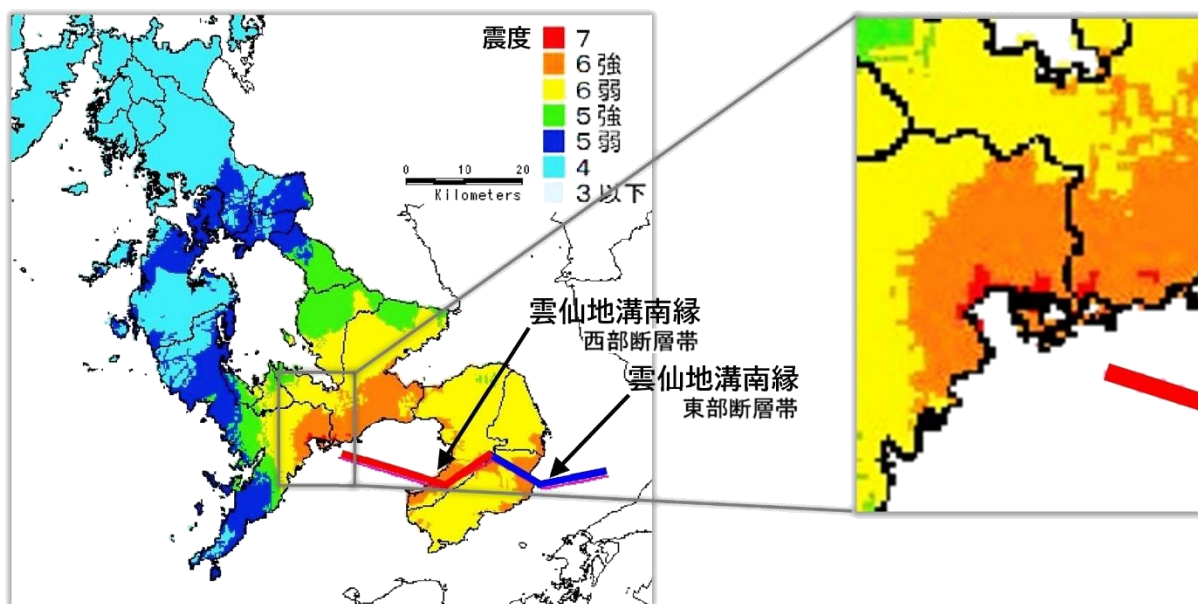 震度 7
6強
6弱
5強
5弱
4
3以下
0 10 20
Kilometers
雲仙地溝南縁
西部断層帯
雲仙地溝南縁
東部断層帯